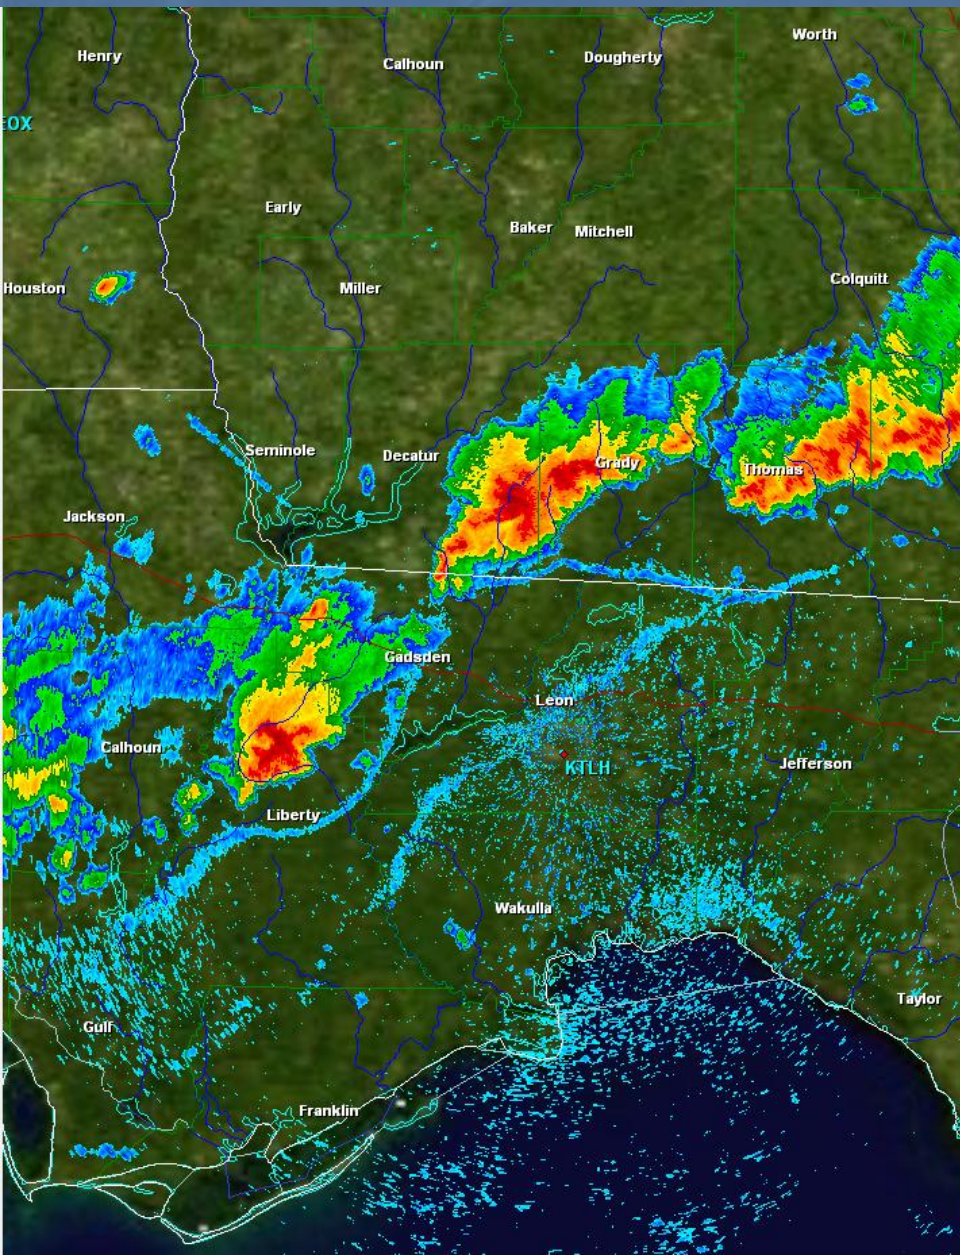 Worth
Henry
Dougherty
Calhoun
EOX
Early
Baker
Mitchell
Colquitt
Houston
Miller
Seminole
Decatur
Grady
Thomas
Jackson
Gadsden
Leon
Calhoun
KTLH
Jefferson
Liberty
Wakulla
Taylor
Gulf
Franklin